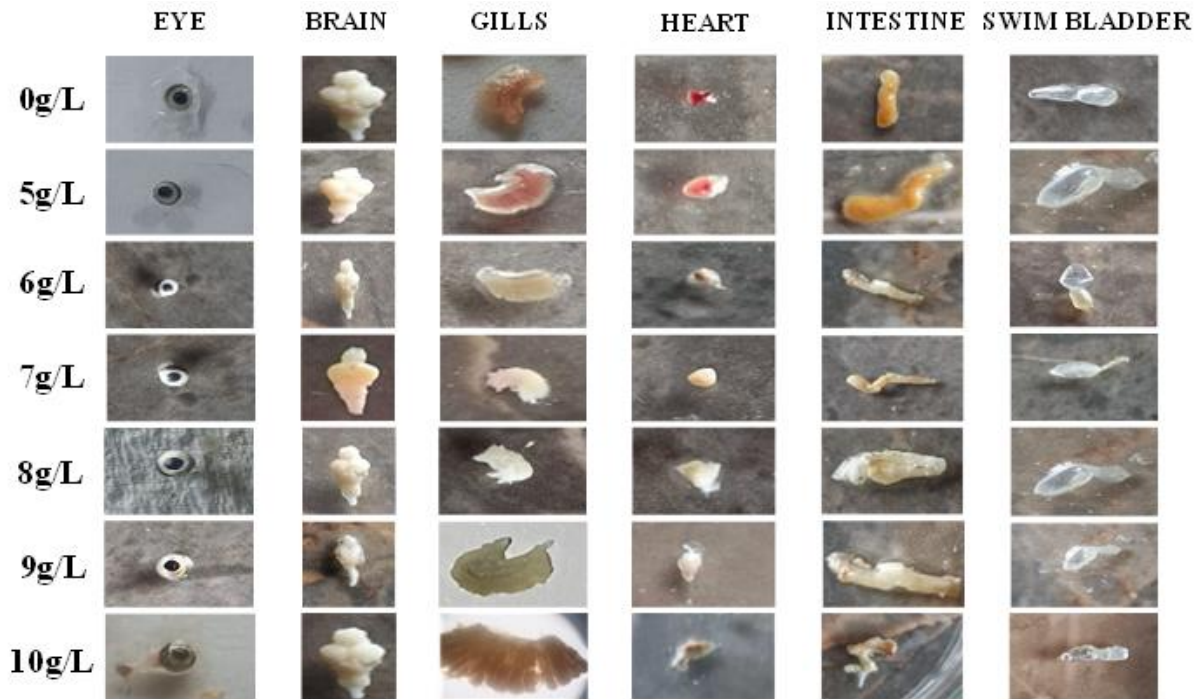 EYE BRAIN GILLS HEART INTESTINE SWIM BLADDER
0g/L
5g/L
6g/L
7g/L
8g/L
9g/L
10g/L